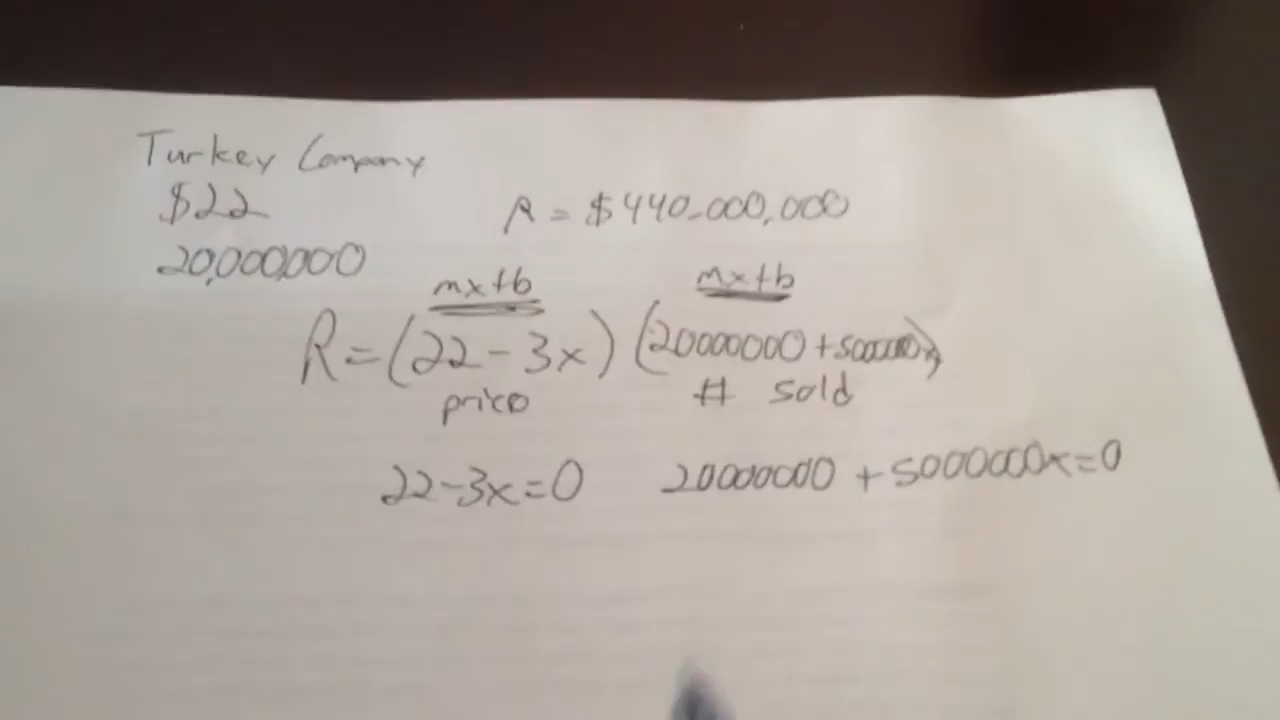 Turkey Company
$22
R = $440,000,000
20,000,000
mx+b mx+b
R=(22-3x) (20000000 +5000000x)
price # sold
22-3x=0 20000000 +5000000x=0